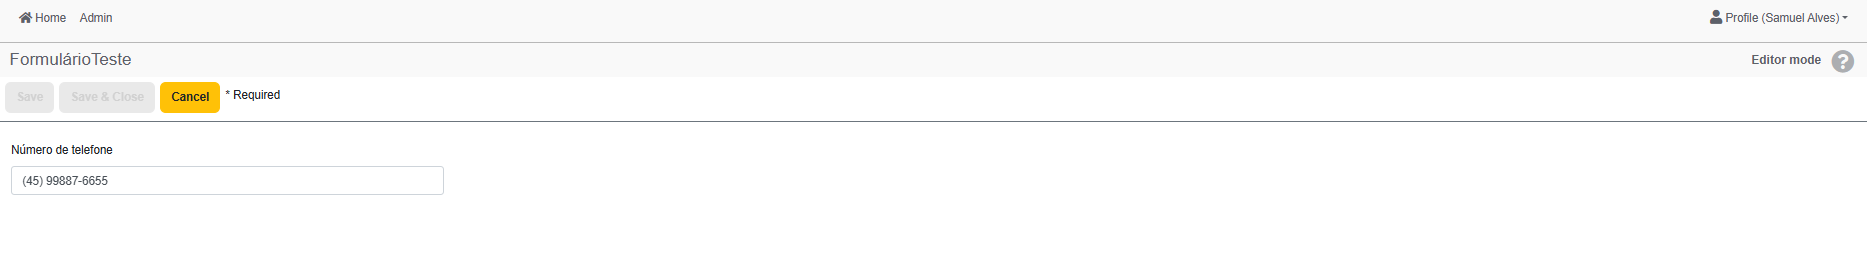 Home Admin Profile (Samuel Alves)
FormulárioTeste Editor mode ?
Save Save & Close Cancel * Required
Número de telefone
(45) 99887-6655